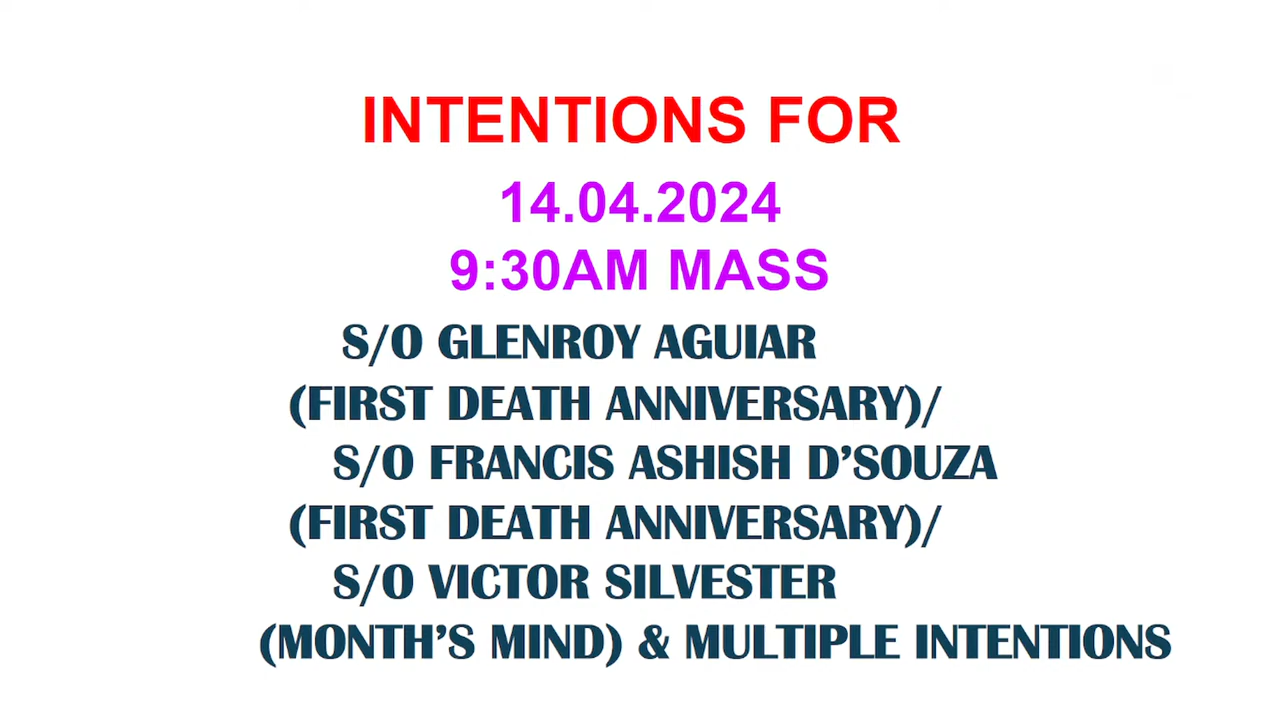 INTENTIONS FOR
14.04.2024
9:30AM MASS
S/O GLENROY AGUIAR
(FIRST DEATH ANNIVERSARY)/
S/O FRANCIS ASHISH D’SOUZA
(FIRST DEATH ANNIVERSARY)/
S/O VICTOR SILVESTER
(MONTH’S MIND) & MULTIPLE INTENTIONS